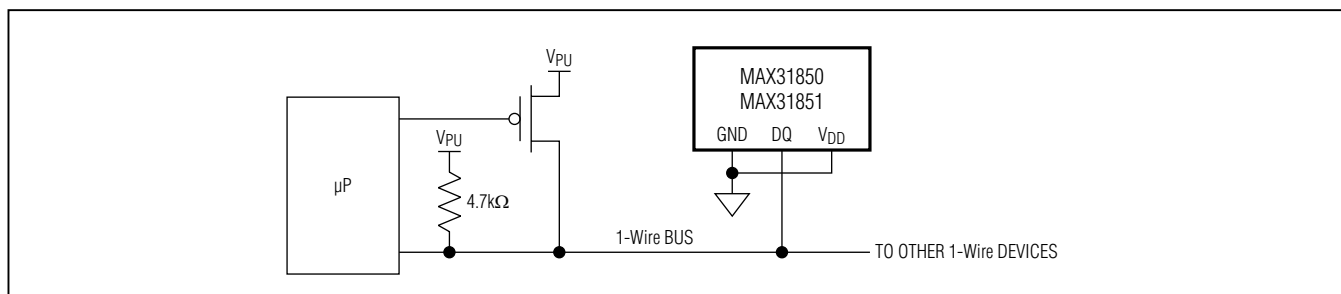 VPU
MAX31850
MAX31851
GND DQ VDD
VPU
µP
4.7kΩ
1-Wire BUS
TO OTHER 1-Wire DEVICES